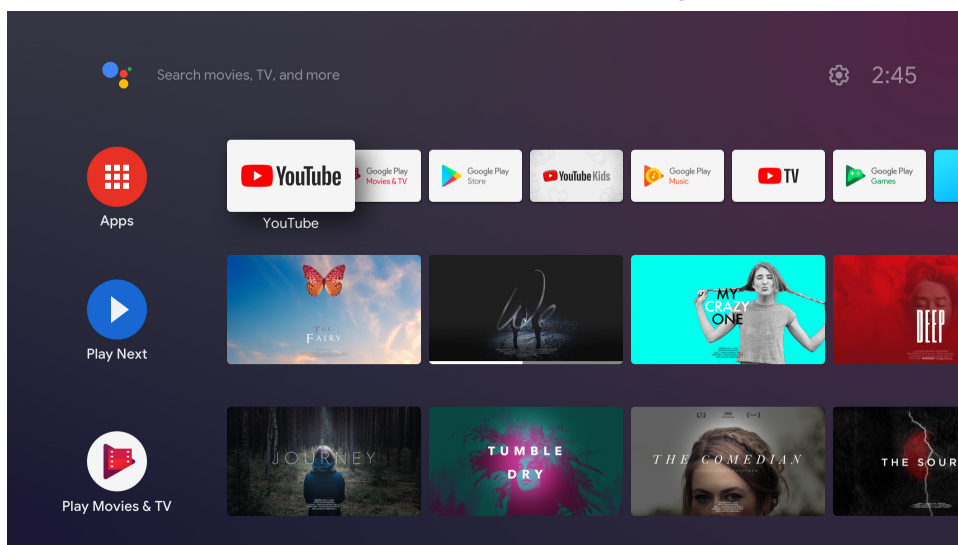 Search movies, TV, and more
2:45
Apps
YouTube
Google Play
Movies & TV
Google Play
Store
YouTube Kids
Google Play
Music
TV
Google Play
Games
YouTube
Play Next
THE
FAIRY
We
MY
CRAZY
ONE
DEEP
Play Movies & TV
JOURNEY
TUMBLE
DRY
THE COMEDIAN
THE SOUR